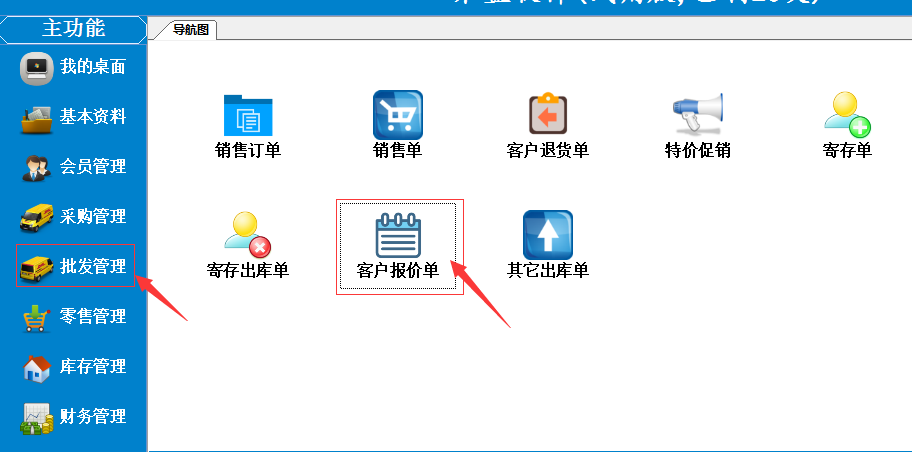 主功能
导航图
我的桌面
基本资料
会员管理
采购管理
批发管理
零售管理
库存管理
财务管理
销售订单
销售单
客户退货单
特价促销
寄存单
寄存出库单
客户报价单
其它出库单